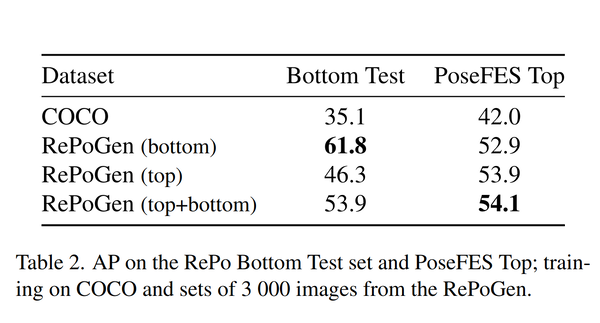 Dataset Bottom Test PoseFES Top
COCO 35.1 42.0
RePoGen (bottom) 61.8 52.9
RePoGen (top) 46.3 53.9
RePoGen (top+bottom) 53.9 54.1
Table 2. AP on the RePo Bottom Test set and PoseFES Top; train-
ing on COCO and sets of 3 000 images from the RePoGen.